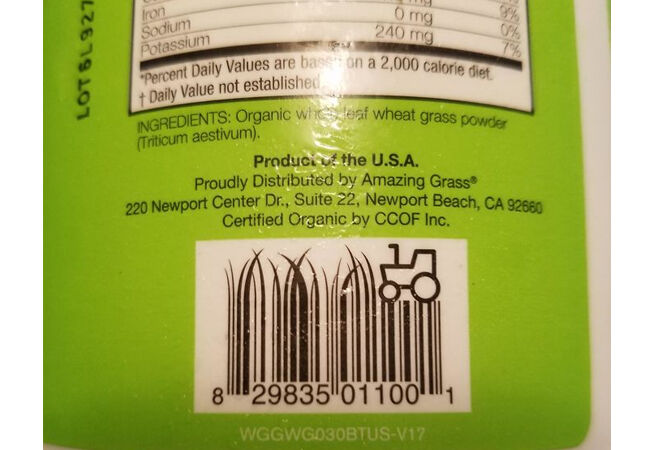 LOT 6L927
9%
Iron 0 mg 0%
Sodium 240 mg 7%
Potassium
*Percent Daily Values are based on a 2,000 calorie diet.
† Daily Value not established.
INGREDIENTS: Organic whole leaf wheat grass powder
(Triticum aestivum).
Product of the U.S.A.
Proudly Distributed by Amazing Grass®
220 Newport Center Dr., Suite 22, Newport Beach, CA 92660
Certified Organic by CCOF Inc.
8 29835 01100 1
WGGWG030BTUS-V17